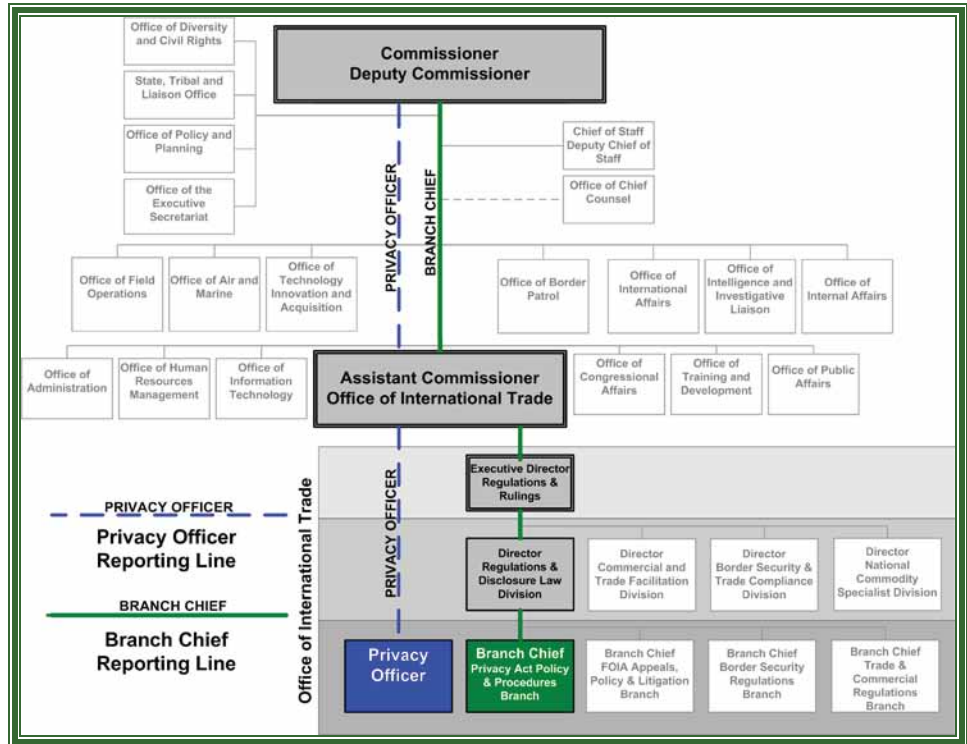 Office of Diversity
and Civil Rights
State, Tribal and
Liaison Office
Office of Policy and
Planning
Office of the
Executive
Secretariat
Commissioner
Deputy Commissioner
Chief of Staff
Deputy Chief of
Staff
Office of Chief
Counsel
PRIVACY OFFICER
BRANCH CHIEF
Office of Field
Operations
Office of Air and
Marine
Office of
Technology
Innovation and
Acquisition
Office of Border
Patrol
Office of
International
Affairs
Office of
Intelligence and
Investigative
Liaison
Office of
Internal Affairs
Office of
Administration
Office of Human
Resources
Management
Office of
Information
Technology
Assistant Commissioner
Office of International Trade
Office of
Congressional
Affairs
Office of
Training and
Development
Office of Public
Affairs
PRIVACY OFFICER
Privacy Officer
Reporting Line
BRANCH CHIEF
Branch Chief
Reporting Line
Office of International Trade
PRIVACY OFFICER
Executive Director
Regulations &
Rulings
Director
Regulations &
Disclosure Law
Division
Director
Commercial and
Trade Facilitation
Division
Director
Border Security &
Trade Compliance
Division
Director
National
Commodity
Specialist Division
Privacy
Officer
Branch Chief
Privacy Act Policy
& Procedures
Branch
Branch Chief
FOIA Appeals,
Policy & Litigation
Branch
Branch Chief
Border Security
Regulations
Branch
Branch Chief
Trade &
Commercial
Regulations
Branch